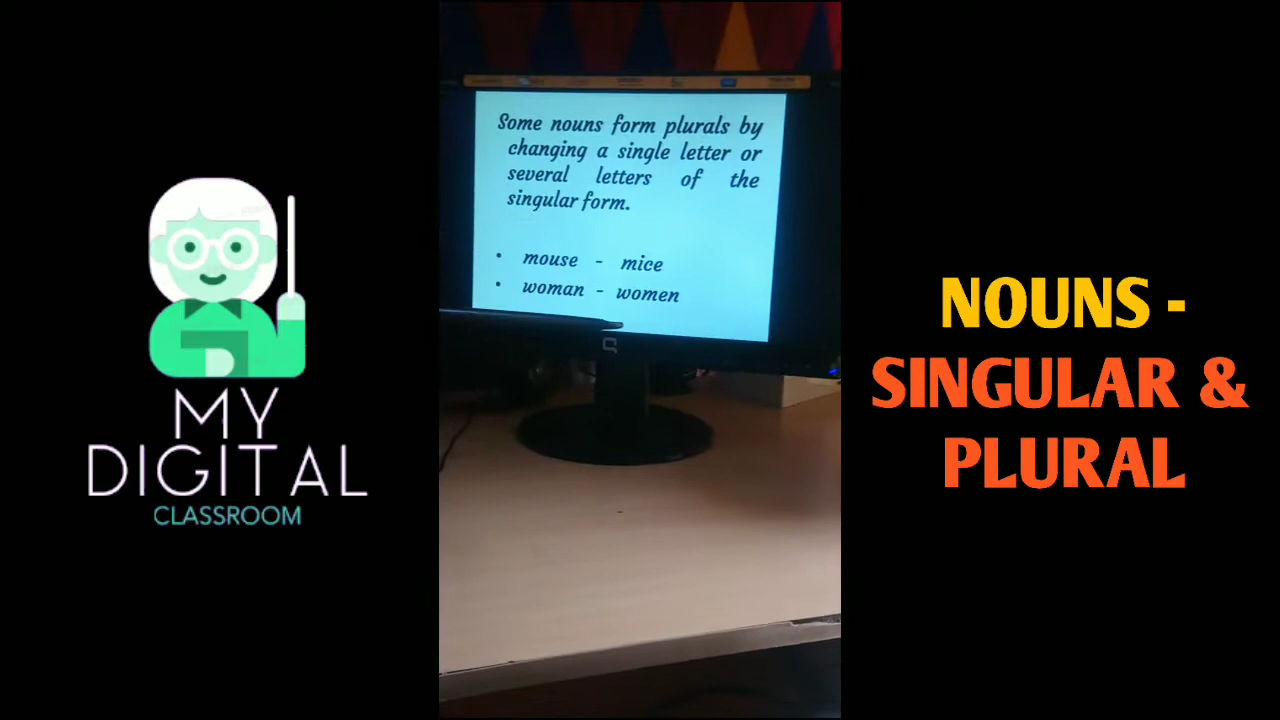 MY
DIGITAL
CLASSROOM
Some nouns form plurals by
changing a single letter or
several letters of the
singular form.
• mouse - mice
• woman - women
NOUNS -
SINGULAR &
PLURAL